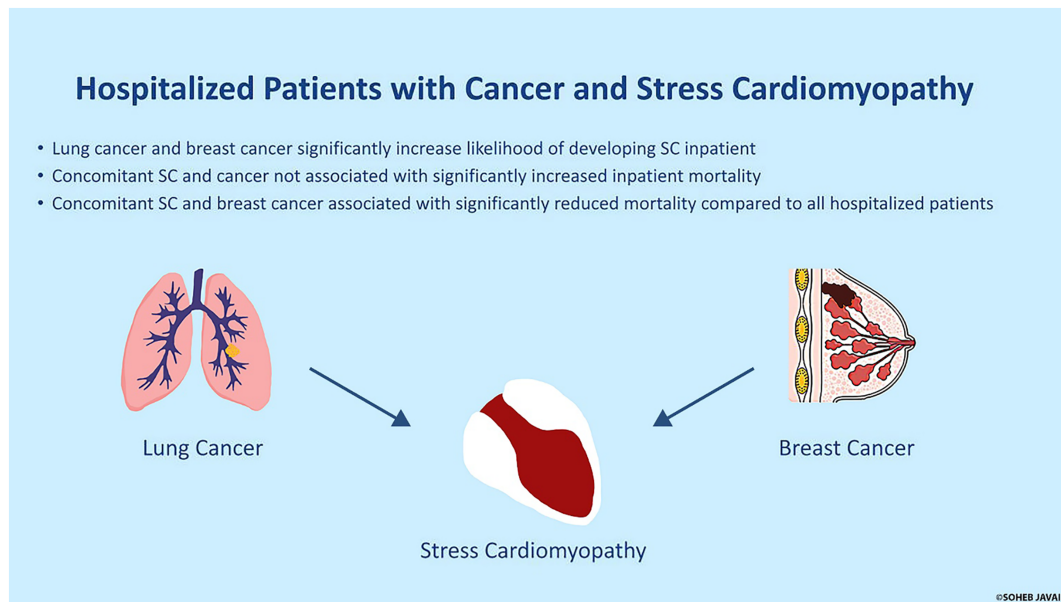 Hospitalized Patients with Cancer and Stress Cardiomyopathy
• Lung cancer and breast cancer significantly increase likelihood of developing SC inpatient
• Concomitant SC and cancer not associated with significantly increased inpatient mortality
• Concomitant SC and breast cancer associated with significantly reduced mortality compared to all hospitalized patients
Lung Cancer
Breast Cancer
Stress Cardiomyopathy
©SOHEB JAVAI